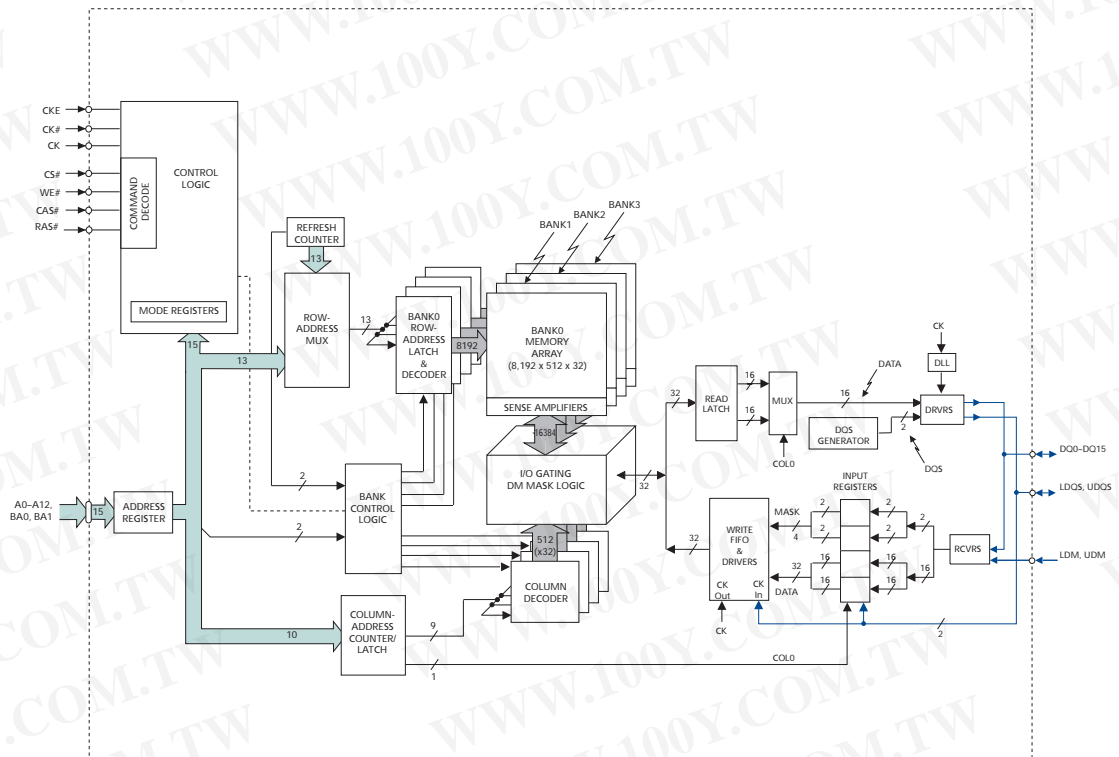 WWW.100Y.COM.TW
CKE
CK#
CK
CS#
WE#
CAS#
RAS#
CONTROL
LOGIC
COMMAND
DECODE
MODE REGISTERS
15
13
REFRESH
COUNTER
13
ROW-
ADDRESS
MUX
13
BANK0
ROW-
ADDRESS
LATCH
&
DECODER
8192
BANK1
BANK2
BANK3
BANK0
MEMORY
ARRAY
(8,192 x 512 x 32)
SENSE AMPLIFIERS
16384
I/O GATING
DM MASK LOGIC
32
A0–A12,
BA0, BA1
15
ADDRESS
REGISTER
2
2
BANK
CONTROL
LOGIC
512
(x32)
COLUMN
DECODER
10
COLUMN-
ADDRESS
COUNTER/
LATCH
9
1
COL0
32
READ
LATCH
16
16
MUX
COL0
16
DATA
DQS
GENERATOR
2
DQS
CK
DLL
DRVRS
DQ0–DQ15
LDQS, UDQS
LDM, UDM
32
WRITE
FIFO
&
DRIVERS
CK
Out
CK
In
CK
MASK
4
32
DATA
2
2
16
16
INPUT
REGISTERS
2
2
16
16
2
16
RCVRS
2